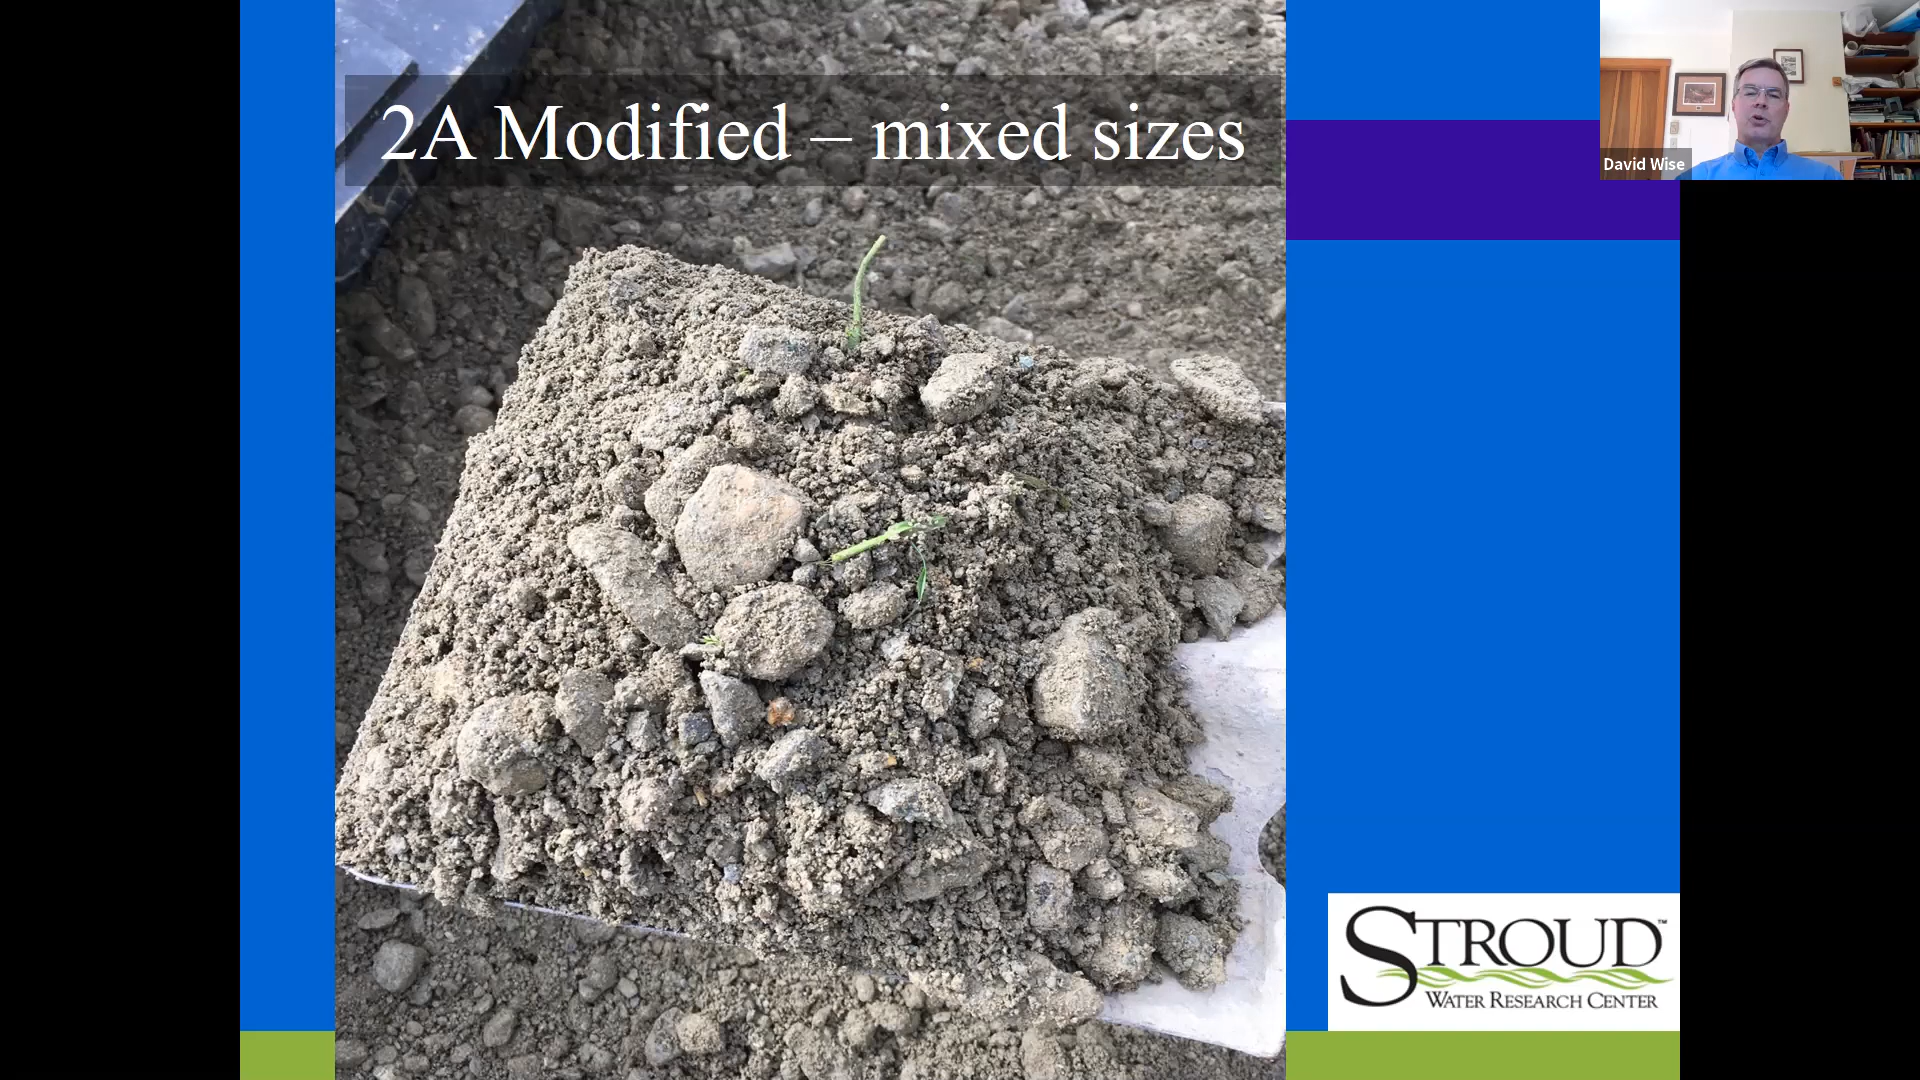 2A Modified – mixed sizes
David Wise
STROUD™
WATER RESEARCH CENTER